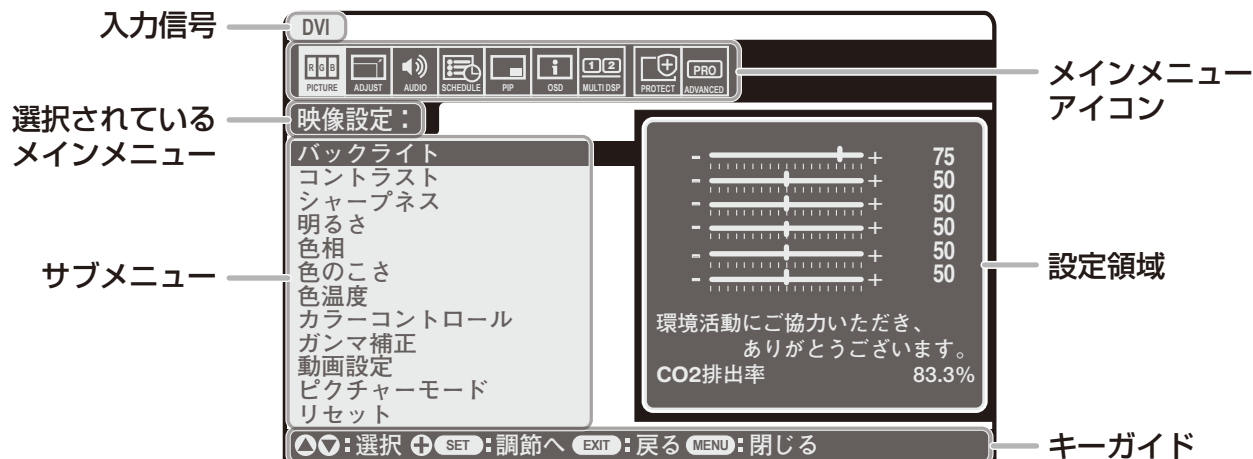 入力信号
DVI
RGB
PICTURE
ADJUST
AUDIO
SCHEDULE
PIP
OSD
12
MULTI DSP
PROTECT
PRO
ADVANCED
メインメニュー
アイコン
選択されている
メインメニュー
映像設定：
サブメニュー
バックライト
コントラスト
シャープネス
明るさ
色相
色のこさ
色温度
カラーコントロール
ガンマ補正
動画設定
ピクチャーモード
リセット
- + 75
- + 50
- + 50
- + 50
- + 50
- + 50
環境活動にご協力いただき、
ありがとうございます。
CO2排出率 83.3%
設定領域
:選択 SET:調節へ EXIT:戻る MENU:閉じる
キーガイド